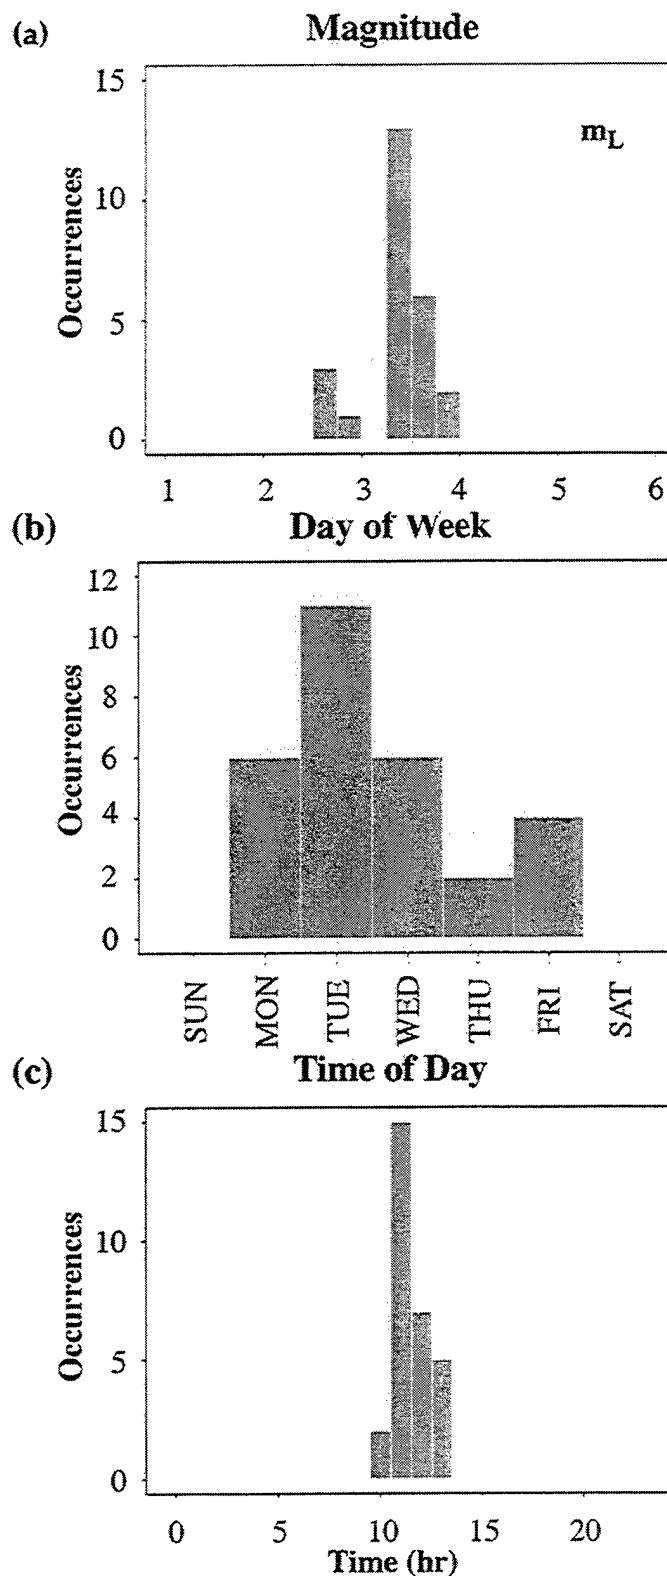 (a) Magnitude
15
m_L
10
5
0
Occurrences
1 2 3 4 5 6
(b) Day of Week
12
10
8
6
4
2
0
Occurrences
SUN MON TUE WED THU FRI SAT
(c) Time of Day
15
10
5
0
Occurrences
0 5 10 15 20
Time (hr)